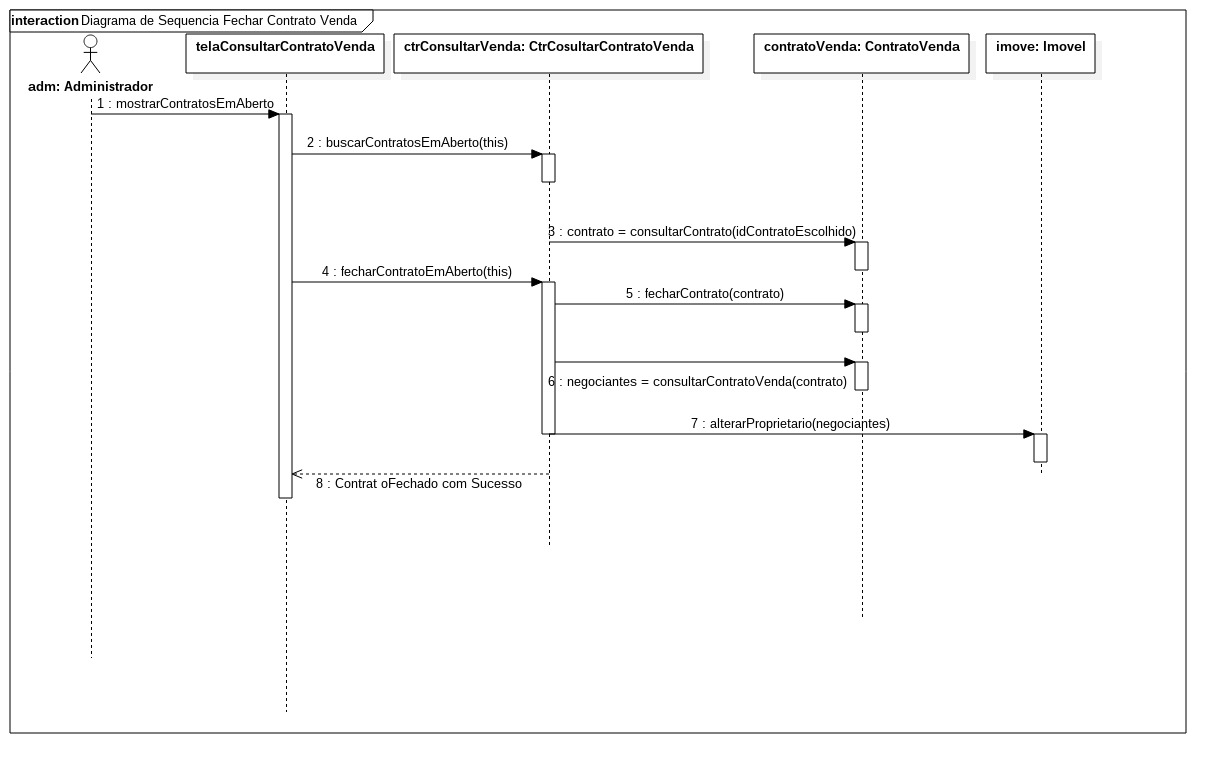 interaction Diagrama de Sequencia Fechar Contrato Venda
telaConsultarContratoVenda
ctrConsultarVenda: CtrCosultarContratoVenda
contratoVenda: ContratoVenda
imove: Imovel
adm: Administrador
1 : mostrarContratosEmAberto
2 : buscarContratosEmAberto(this)
3 : contrato = consultarContrato(idContratoEscolhido)
4 : fecharContratoEmAberto(this)
5 : fecharContrato(contrato)
6 : negociantes = consultarContratoVenda(contrato)
7 : alterarProprietario(negociantes)
8 : Contrat oFechado com Sucesso